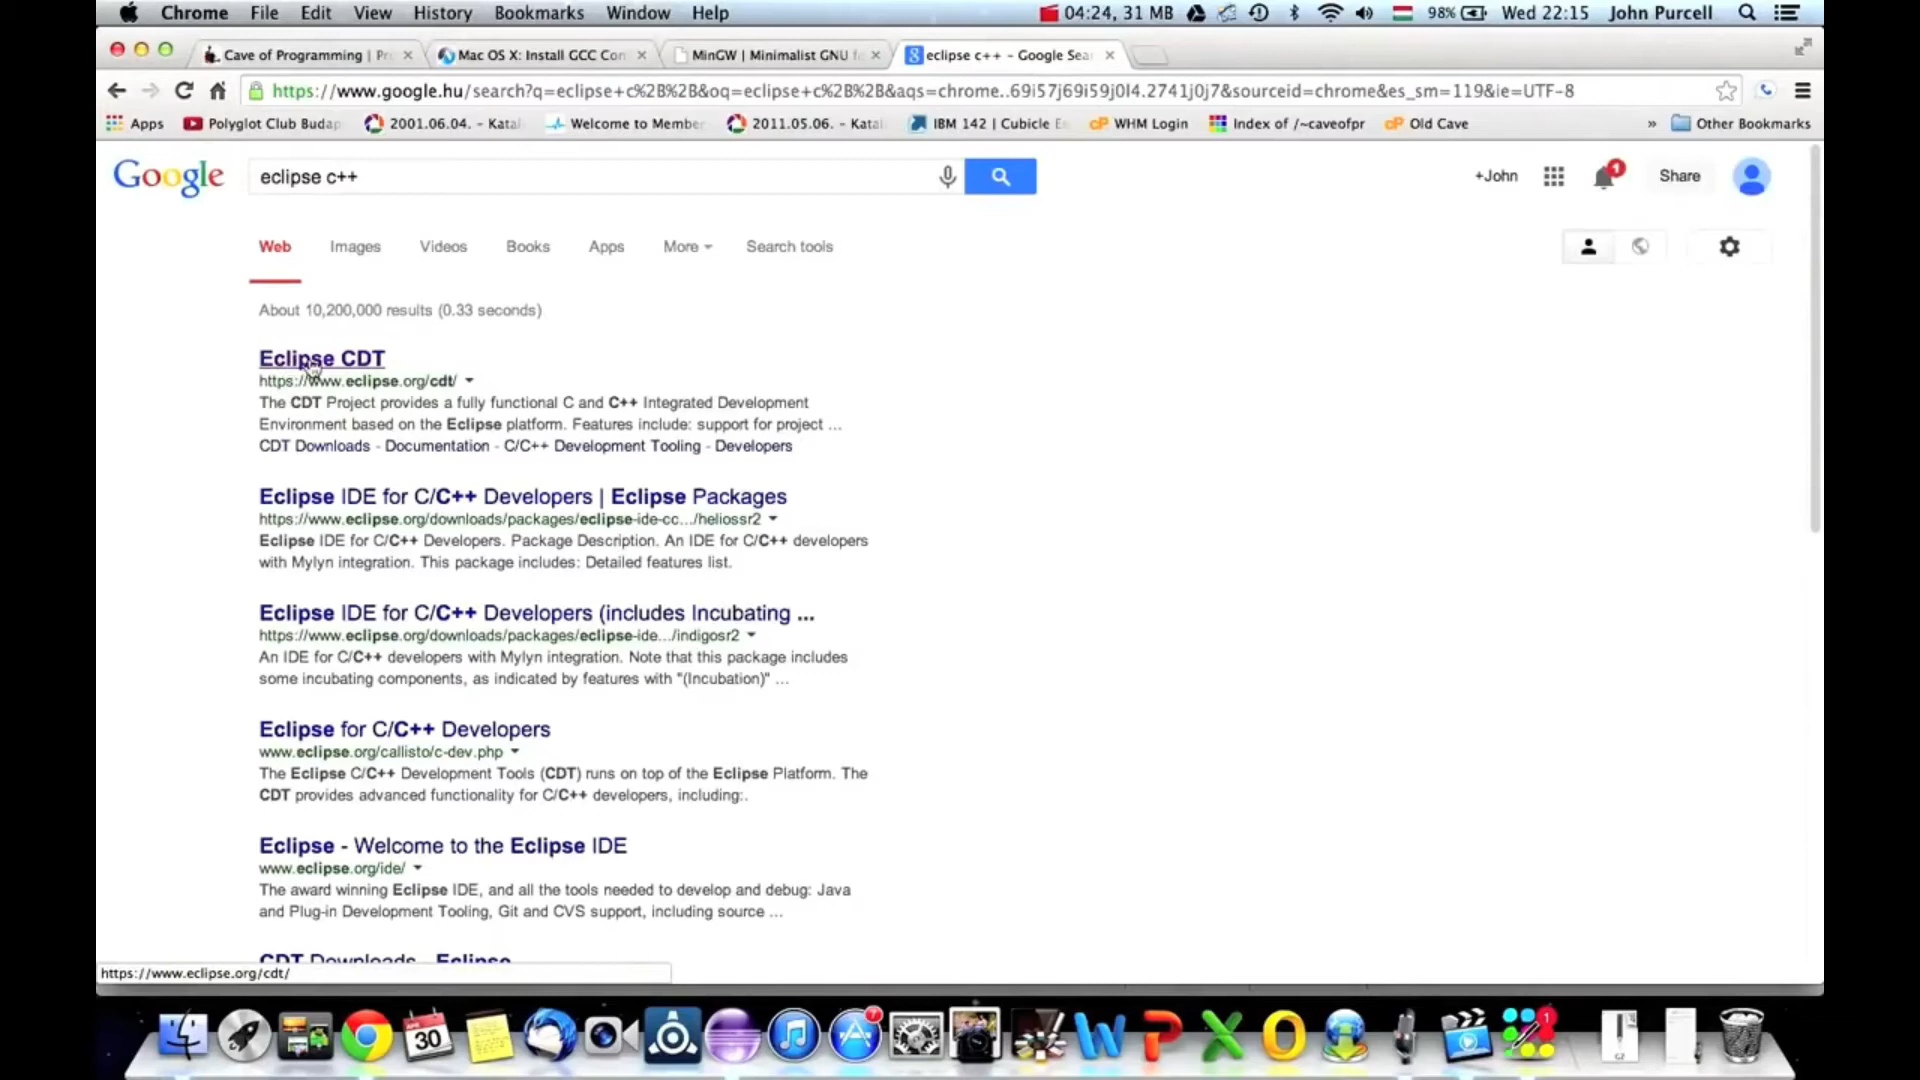 Chrome File Edit View History Bookmarks Window Help 04:24, 31 MB 98% Wed 22:15 John Purcell
Cave of Programming | Pr Mac OS X: Install GCC Con MinGW | Minimalist GNU f eclipse c++ - Google Sea
https://www.google.hu/search?q=eclipse+c%2B%2B&oq=eclipse+c%2B%2B&aqs=chrome..69i57j69i59j0l4.2741j0j7&sourceid=chrome&es_sm=119&ie=UTF-8
Apps Polyglot Club Budap 2001.06.04. - Katal Welcome to Member 2011.05.06. - Katal IBM 142 | Cubicle E WHM Login Index of /~caveofpr Old Cave » Other Bookmarks
Google eclipse c++ +John 1 Share
Web Images Videos Books Apps More Search tools
About 10,200,000 results (0.33 seconds)
Eclipse CDT
https://www.eclipse.org/cdt/
The CDT Project provides a fully functional C and C++ Integrated Development
Environment based on the Eclipse platform. Features include: support for project ...
CDT Downloads - Documentation - C/C++ Development Tooling - Developers
Eclipse IDE for C/C++ Developers | Eclipse Packages
https://www.eclipse.org/downloads/packages/eclipse-ide-cc.../heliossr2
Eclipse IDE for C/C++ Developers. Package Description. An IDE for C/C++ developers
with Mylyn integration. This package includes: Detailed features list.
Eclipse IDE for C/C++ Developers (includes Incubating ...
https://www.eclipse.org/downloads/packages/eclipse-ide.../indigosr2
An IDE for C/C++ developers with Mylyn integration. Note that this package includes
some incubating components, as indicated by features with "(Incubation)" ...
Eclipse for C/C++ Developers
www.eclipse.org/callisto/c-dev.php
The Eclipse C/C++ Development Tools (CDT) runs on top of the Eclipse Platform. The
CDT provides advanced functionality for C/C++ developers, including:.
Eclipse - Welcome to the Eclipse IDE
www.eclipse.org/ide/
The award winning Eclipse IDE, and all the tools needed to develop and debug: Java
and Plug-in Development Tooling, Git and CVS support, including source ...
CDT Downloads - Eclipse
https://www.eclipse.org/cdt/
30 7 1